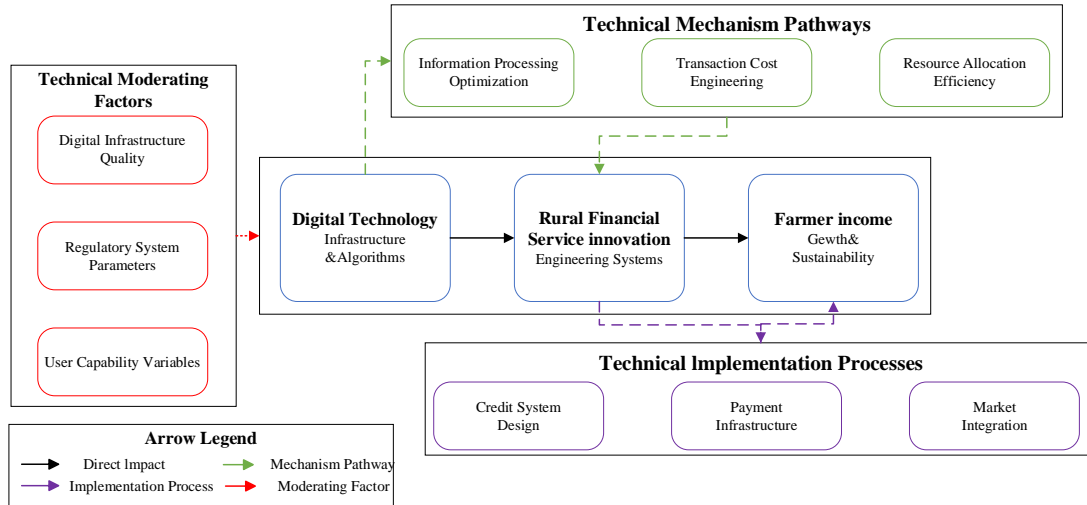 Technical Mechanism Pathways
Information Processing
Optimization
Transaction Cost
Engineering
Resource Allocation
Efficiency
Technical Moderating
Factors
Digital Infrastructure
Quality
Regulatory System
Parameters
User Capability Variables
Digital Technology
Infrastructure
&Algorithms
Rural Financial
Service innovation
Engineering Systems
Farmer income
Gewth&
Sustainability
Technical lmplementation Processes
Credit System
Design
Payment
Infrastructure
Market
Integration
Arrow Legend
Direct lmpact
Mechanism Pathway
Implementation Process
Moderating Factor